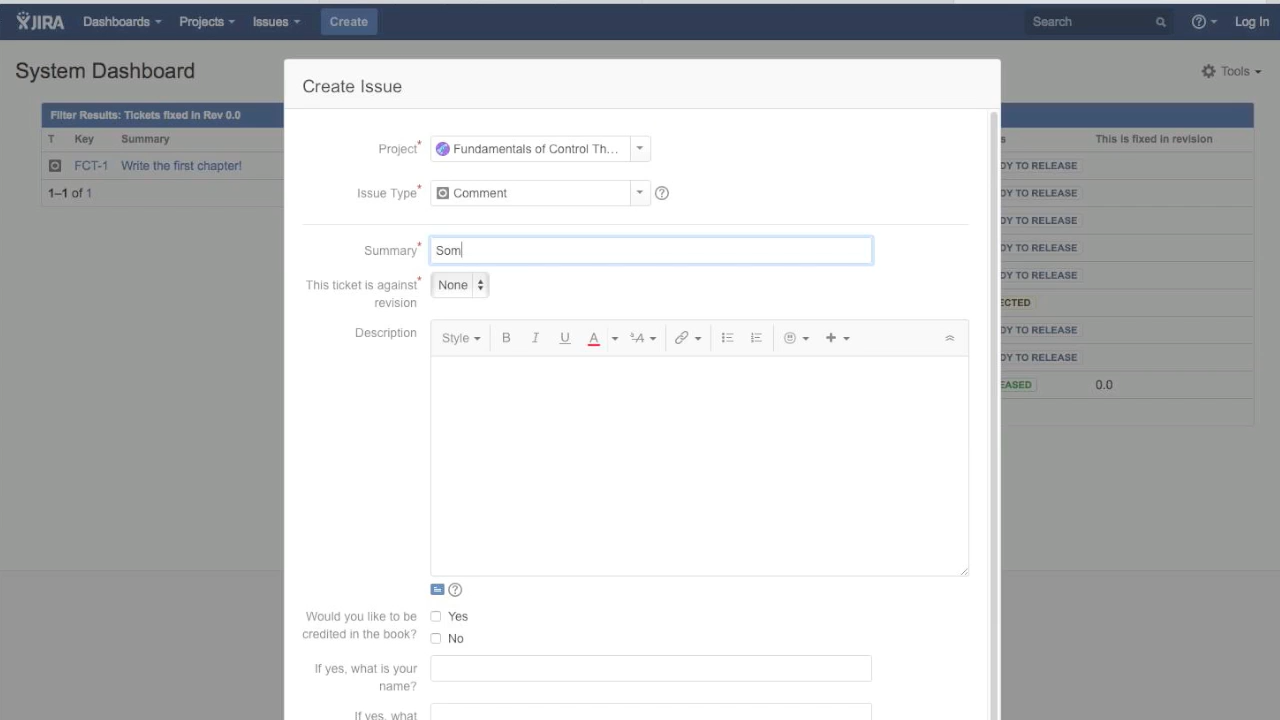 JIRA Dashboards Projects Issues Create Search Log In
System Dashboard
Tools
Filter Results: Tickets fixed in Rev 0.0
T Key Summary
This is fixed in revision
FCT-1 Write the first chapter!
1–1 of 1
DY TO RELEASE
DY TO RELEASE
DY TO RELEASE
DY TO RELEASE
DY TO RELEASE
ECTED
DY TO RELEASE
DY TO RELEASE
EASED 0.0
Create Issue
Project* Fundamentals of Control Th...
Issue Type* Comment
Summary* Som
This ticket is against* None
revision
Description
Style B I U A
Would you like to be
credited in the book?
Yes
No
If yes, what is your
name?
If yes, what